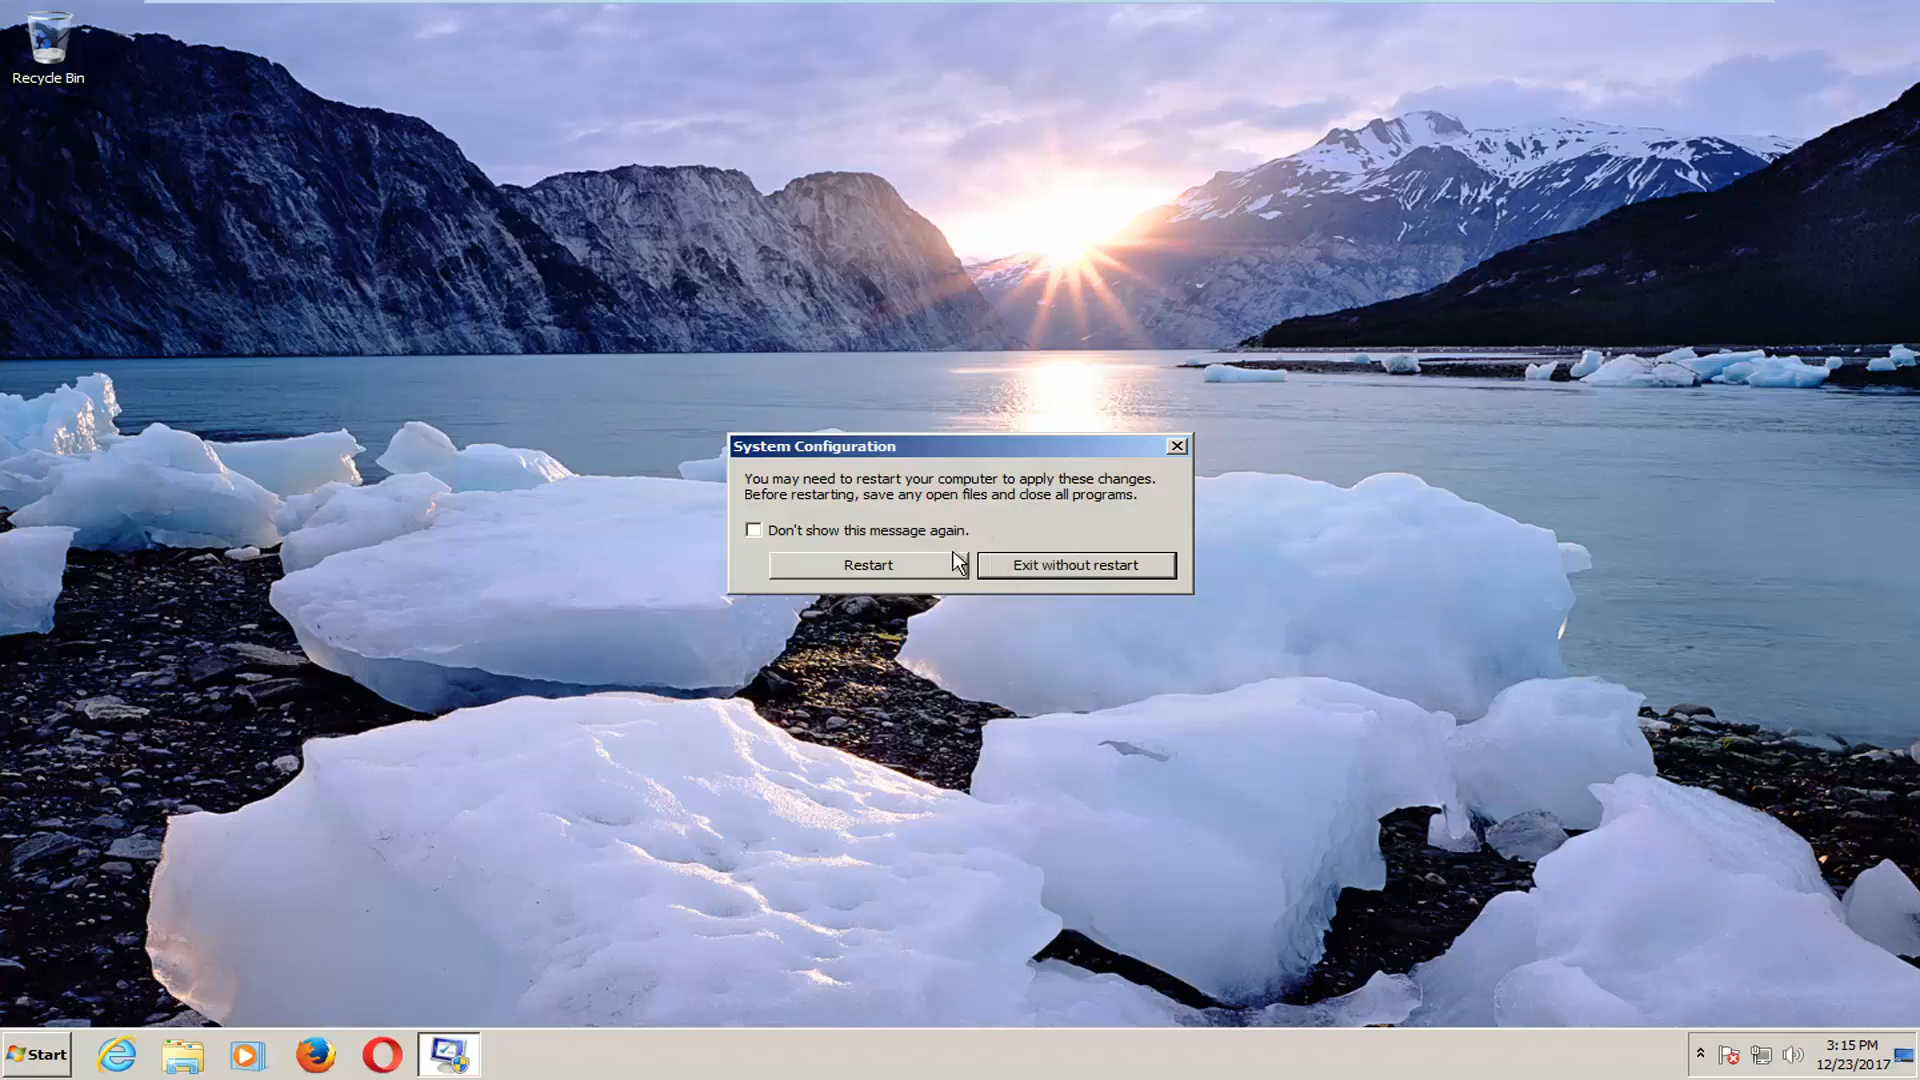 Recycle Bin
System Configuration
You may need to restart your computer to apply these changes.
Before restarting, save any open files and close all programs.
Don't show this message again.
Restart
Exit without restart
Start
3:15 PM
12/23/2017